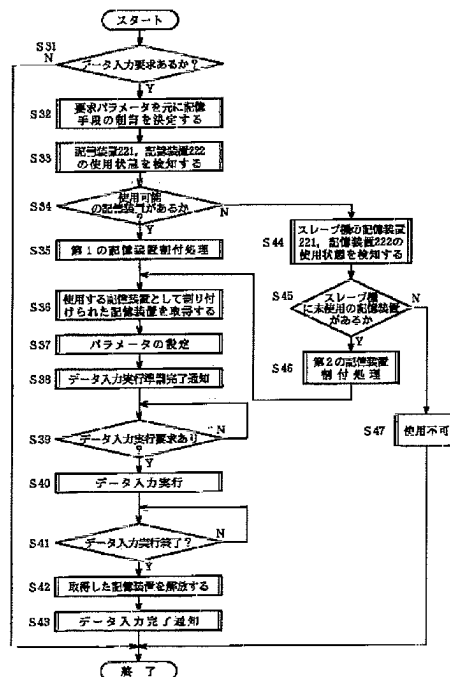 スタート
S31
N
データ入力要求あるか?
Y
S32
要求パラメータを元に記憶
手段の割当を決定する
S33
記憶装置221,記憶装置222
の使用状態を検知する
S34
使用可能
の記憶装置があるか
?
N
Y
S35
第1の記憶装置割付処理
S36
使用する記憶装置として割り付
けられた記憶装置を取得する
S37
パラメータの設定
S38
データ入力実行準備完了通知
S39
データ入力実行要求あり
?
N
Y
S40
データ入力実行
S41
データ入力実行終了?
N
Y
S42
取得した記憶装置を解放する
S43
データ入力完了通知
終了
S44
スレーブ機の記憶装置
221,記憶装置222の
使用状態を検知する
S45
スレーブ機
に未使用の記憶装置
があるか
N
Y
S46
第2の記憶装置
割付処理
S47
使用不可